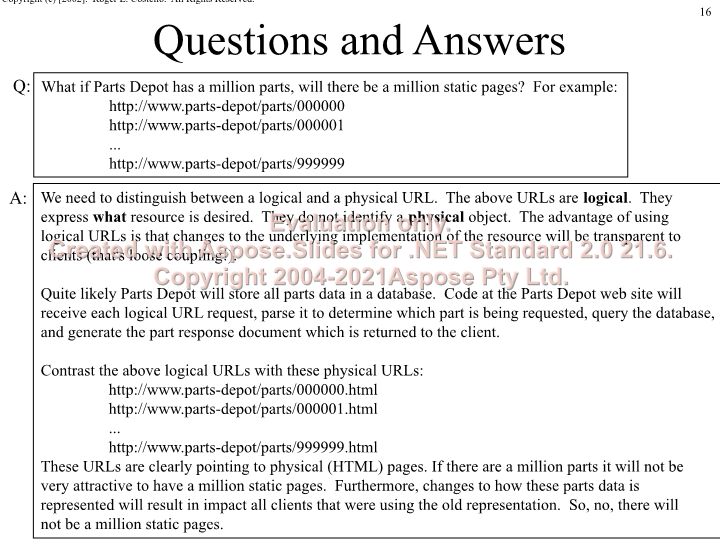 Copyright (c) [2002]. Roger L. Costello. All Rights Reserved.
16
Questions and Answers
Q:
What if Parts Depot has a million parts, will there be a million static pages?  For example:
http://www.parts-depot/parts/000000
http://www.parts-depot/parts/000001
...
http://www.parts-depot/parts/999999
A:
We need to distinguish between a logical and a physical URL.  The above URLs are logical.  They
express what resource is desired.  They do not identify a physical object.  The advantage of using
logical URLs is that changes to the underlying implementation of the resource will be transparent to
clients (that's loose coupling!).
Quite likely Parts Depot will store all parts data in a database.  Code at the Parts Depot web site will
receive each logical URL request, parse it to determine which part is being requested, query the database,
and generate the part response document which is returned to the client.
Contrast the above logical URLs with these physical URLs:
http://www.parts-depot/parts/000000.html
http://www.parts-depot/parts/000001.html
...
http://www.parts-depot/parts/999999.html
These URLs are clearly pointing to physical (HTML) pages. If there are a million parts it will not be
very attractive to have a million static pages.  Furthermore, changes to how these parts data is
represented will result in impact all clients that were using the old representation.  So, no, there will
not be a million static pages.
Evaluation only.
Created with Aspose.Slides for .NET Standard 2.0 21.6.
Copyright 2004-2021Aspose Pty Ltd.